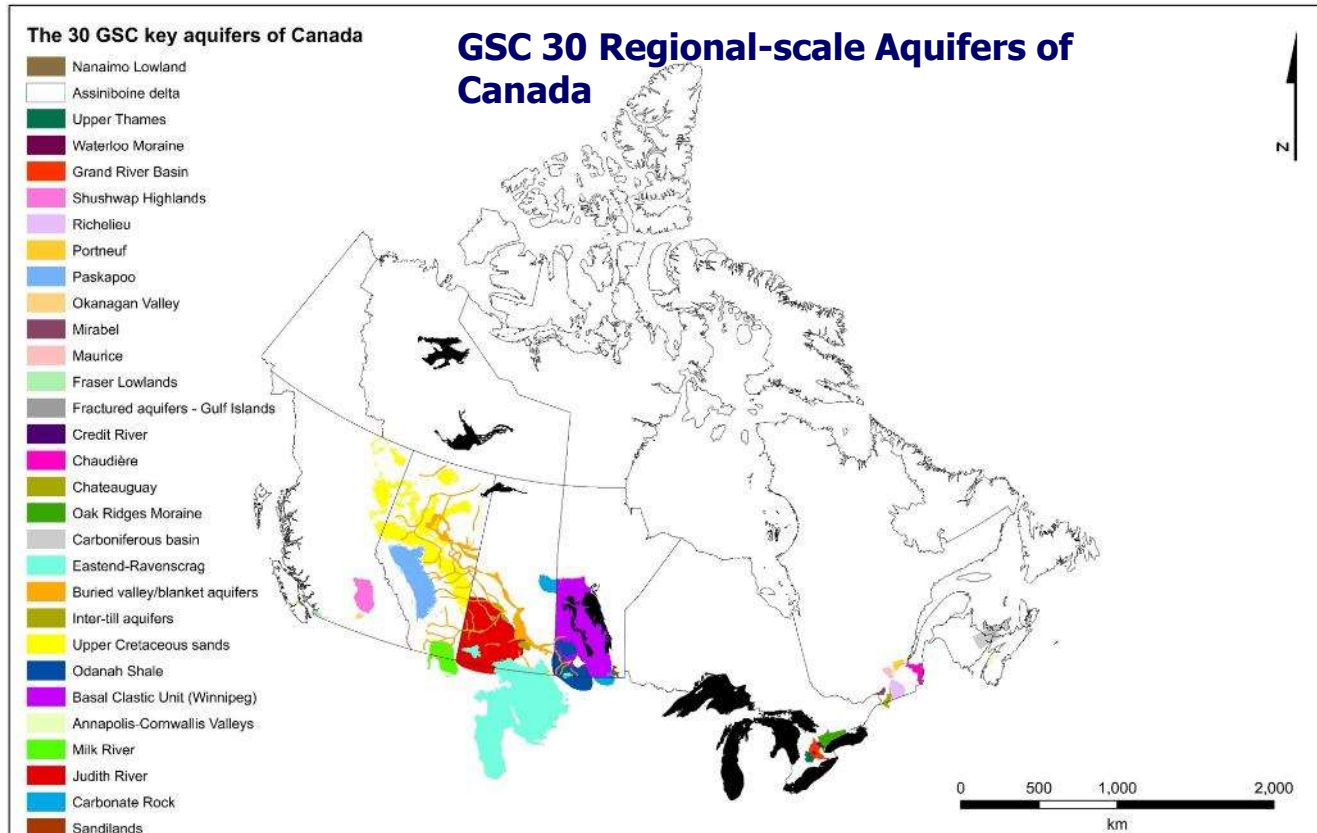 The 30 GSC key aquifers of Canada
GSC 30 Regional-scale Aquifers of
Canada
Nanaimo Lowland
Assiniboine delta
Upper Thames
Waterloo Moraine
Grand River Basin
Shushwap Highlands
Richelieu
Portneuf
Paskapoo
Okanagan Valley
Mirabel
Maurice
Fraser Lowlands
Fractured aquifers - Gulf Islands
Credit River
Chaudière
Chateauguay
Oak Ridges Moraine
Carboniferous basin
Eastend-Ravenscrag
Buried valley/blanket aquifers
Inter-till aquifers
Upper Cretaceous sands
Odanah Shale
Basal Clastic Unit (Winnipeg)
Annapolis-Cornwallis Valleys
Milk River
Judith River
Carbonate Rock
Sandilands
N
0 500 1,000 2,000
km